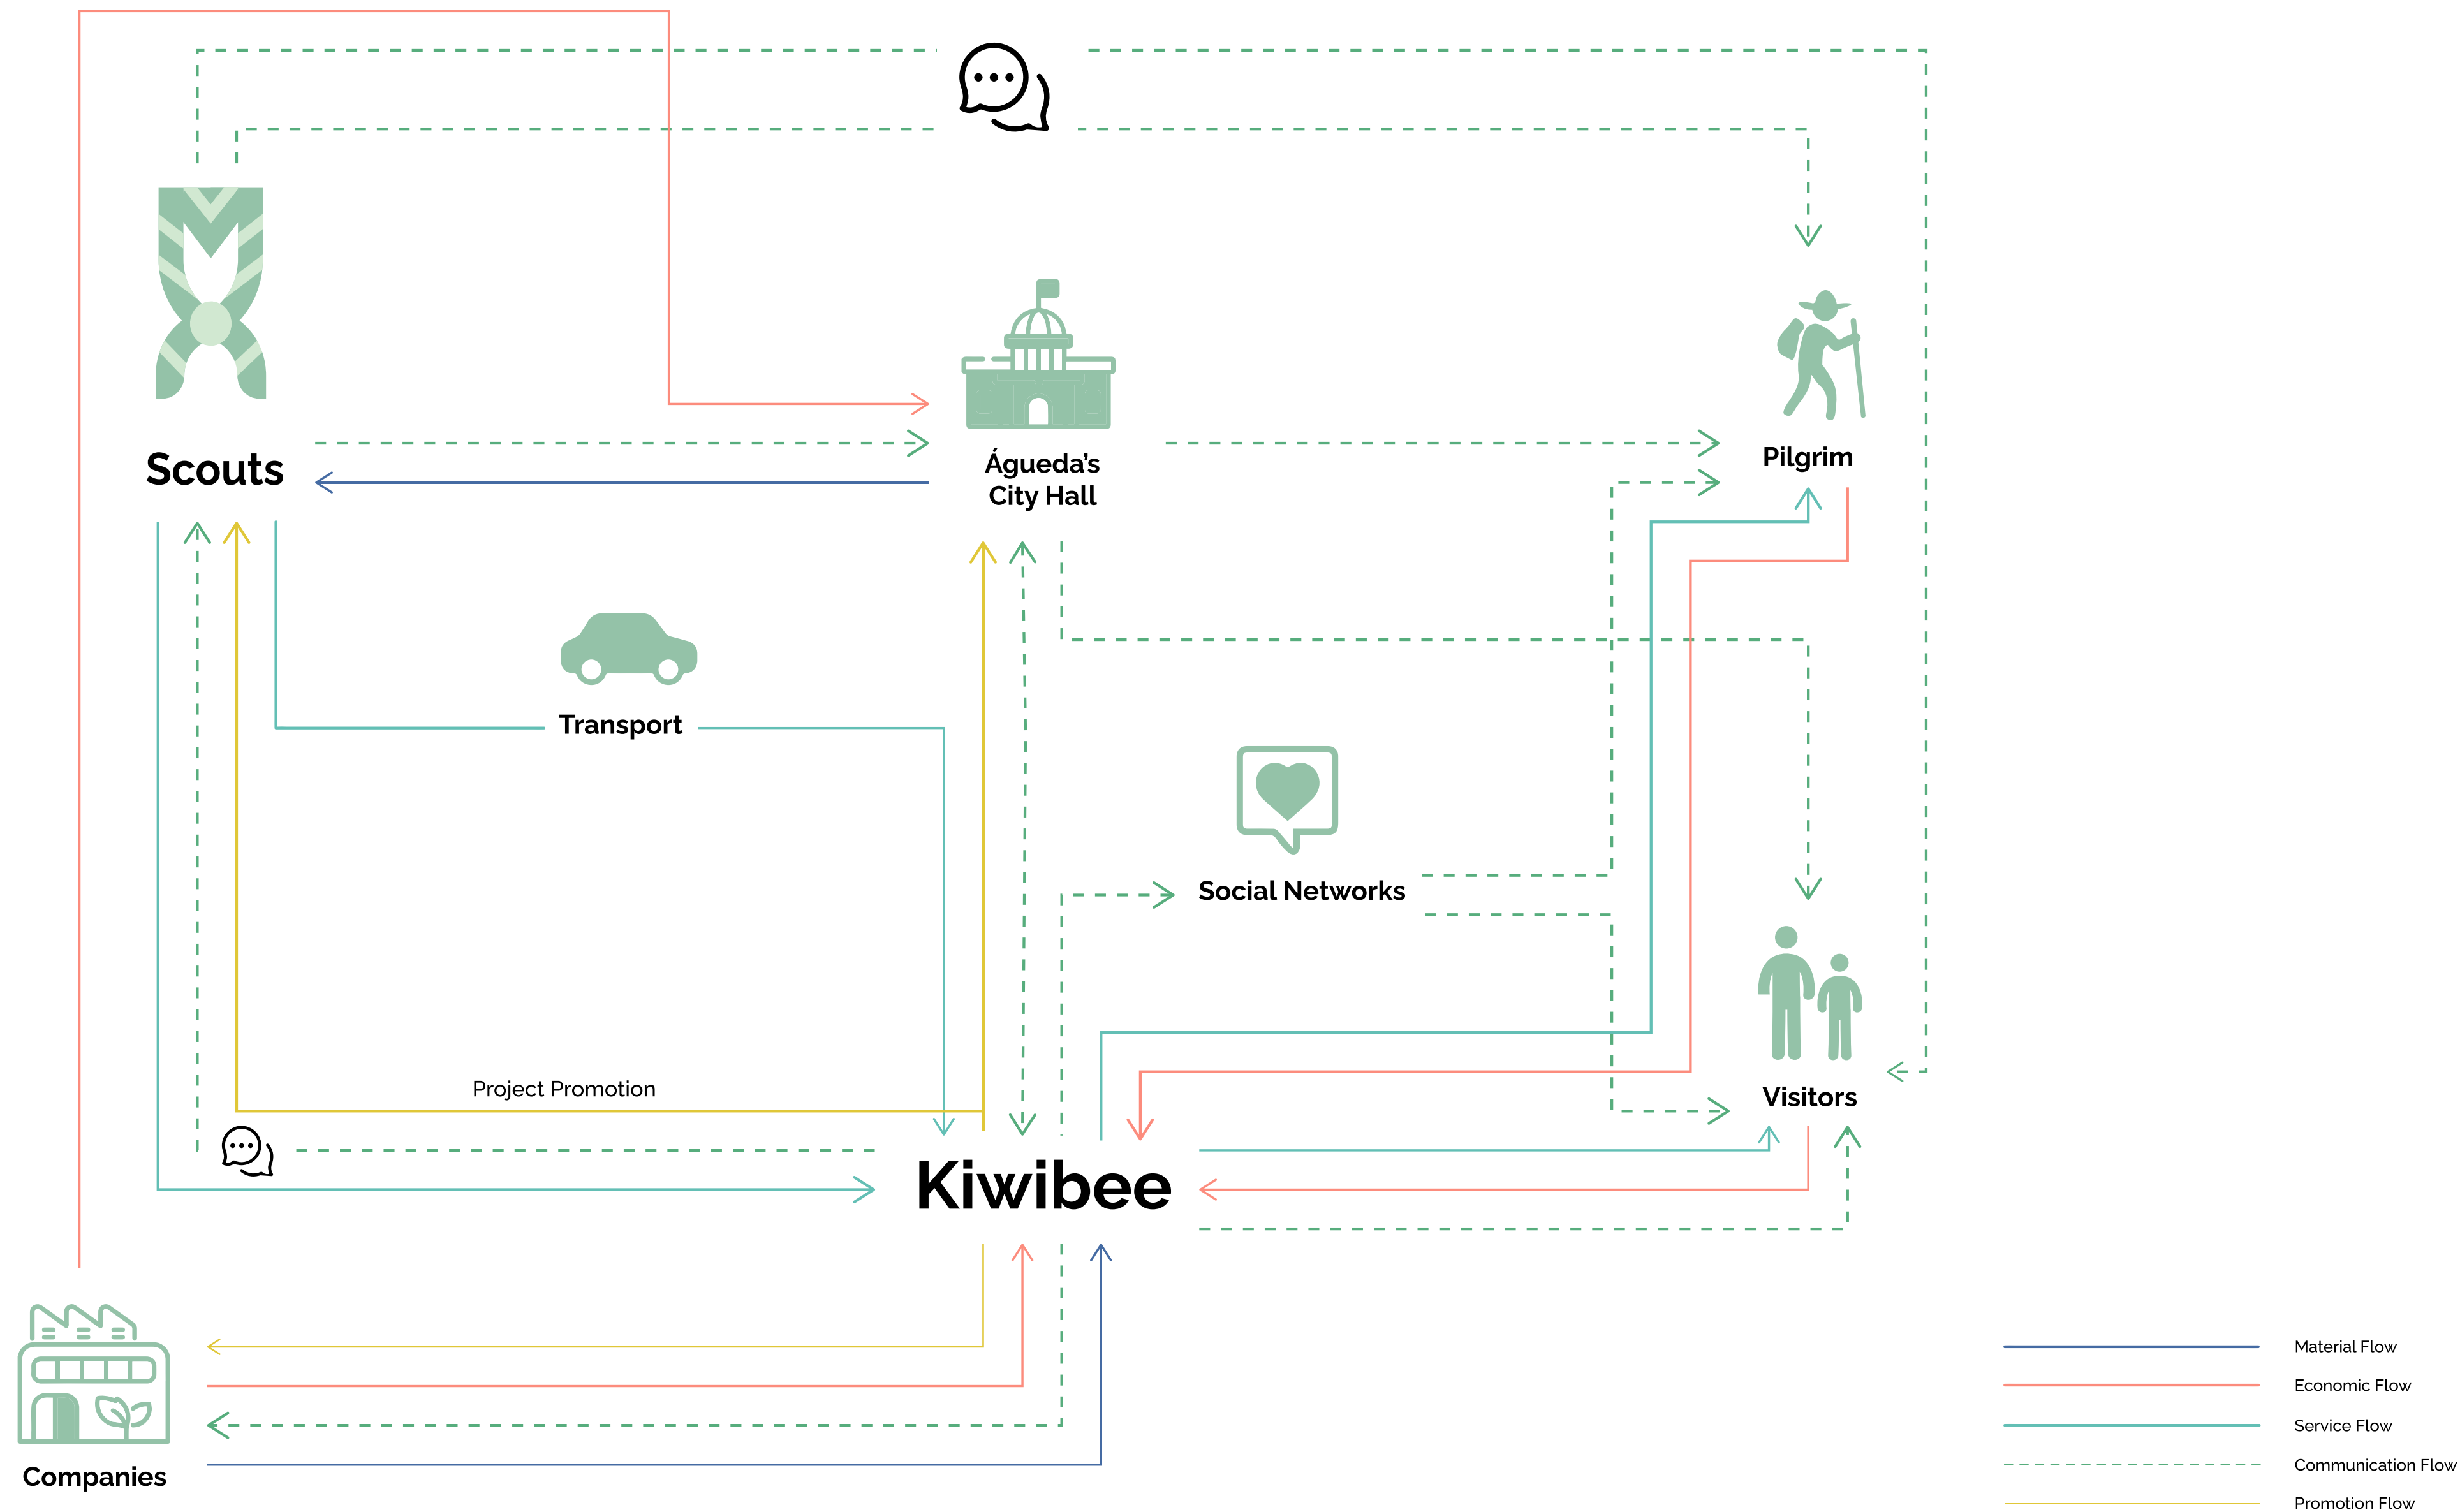 Scouts
Águeda's
City Hall
Pilgrim
Transport
Social Networks
Project Promotion
Visitors
Kiwibee
Companies
Material Flow
Economic Flow
Service Flow
Communication Flow
Promotion Flow